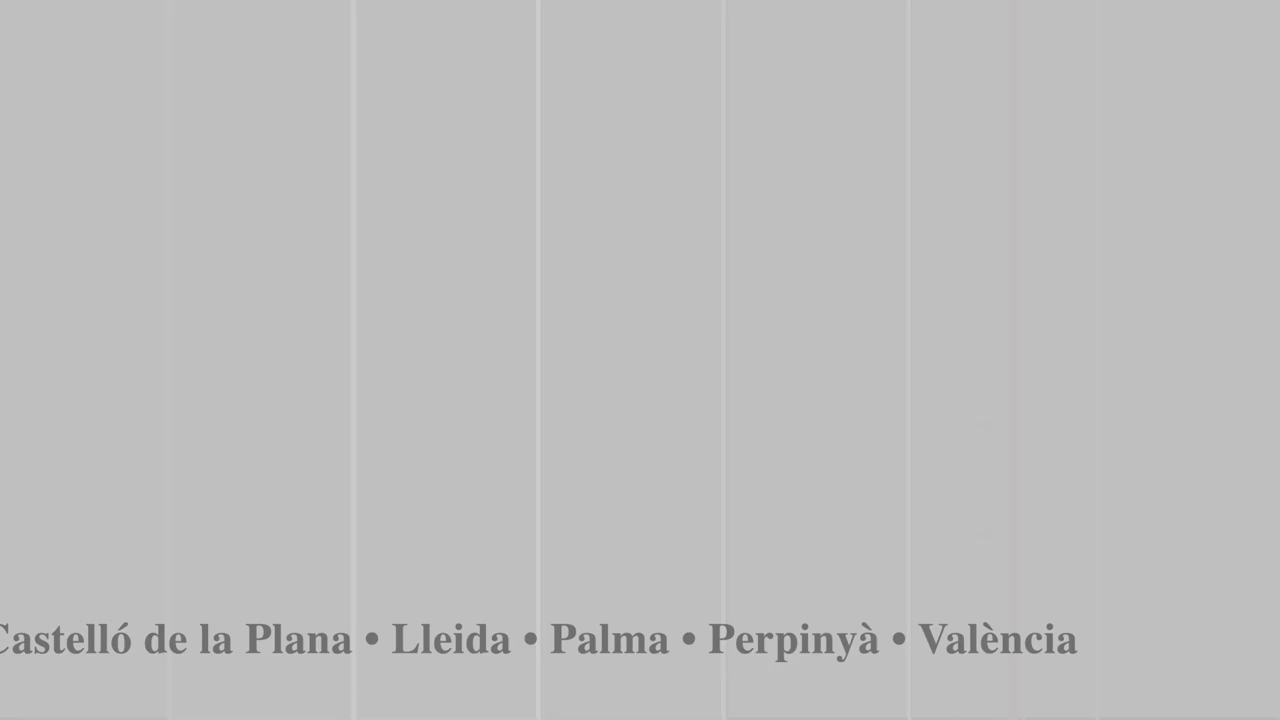 Castelló de la Plana • Lleida • Palma • Perpinyà • València